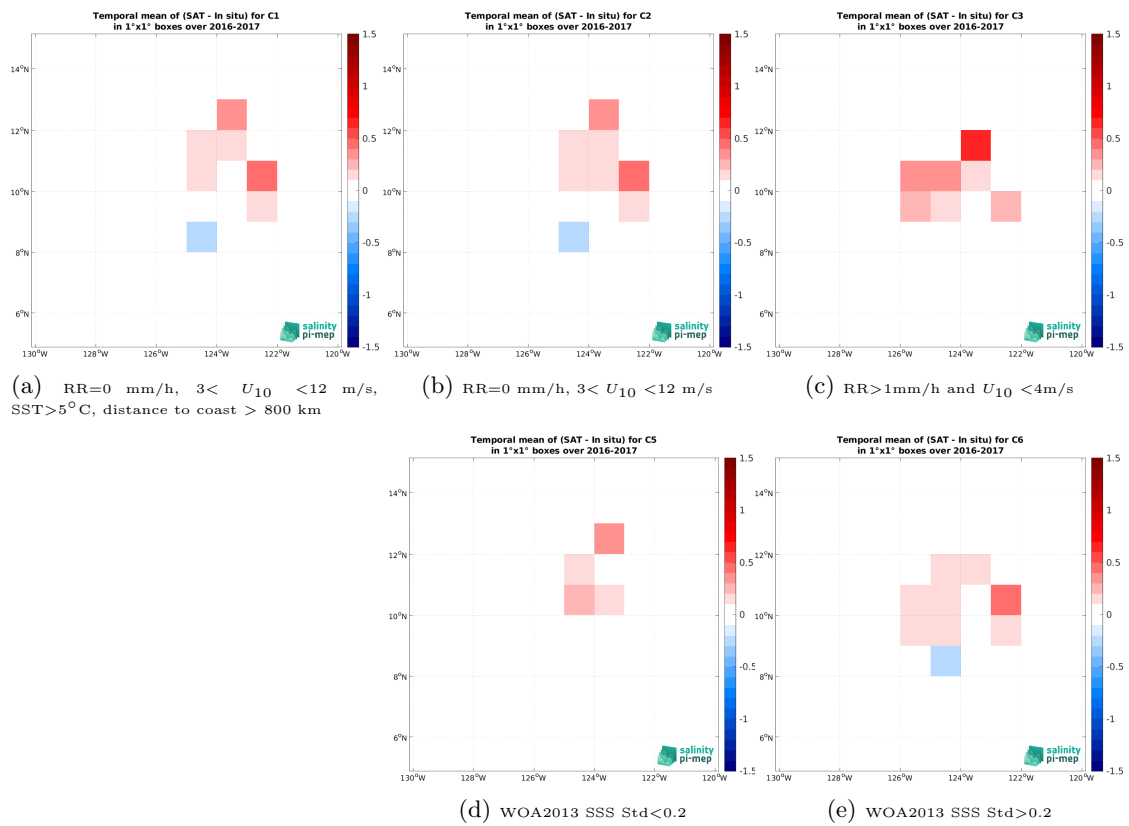 Temporal mean of (SAT - In situ) for C1
in 1°x1° boxes over 2016-2017
14°N
12°N
10°N
8°N
6°N
130°W 128°W 126°W 124°W 122°W 120°W
1.5
1
0.5
0
-0.5
-1
-1.5
salinity
pi-mep
(a) RR=0 mm/h, 3< U10 <12 m/s,
SST>5°C, distance to coast > 800 km
Temporal mean of (SAT - In situ) for C2
in 1°x1° boxes over 2016-2017
14°N
12°N
10°N
8°N
6°N
130°W 128°W 126°W 124°W 122°W 120°W
1.5
1
0.5
0
-0.5
-1
-1.5
salinity
pi-mep
(b) RR=0 mm/h, 3< U10 <12 m/s
Temporal mean of (SAT - In situ) for C3
in 1°x1° boxes over 2016-2017
14°N
12°N
10°N
8°N
6°N
130°W 128°W 126°W 124°W 122°W 120°W
1.5
1
0.5
0
-0.5
-1
-1.5
salinity
pi-mep
(c) RR>1mm/h and U10 <4m/s
Temporal mean of (SAT - In situ) for C5
in 1°x1° boxes over 2016-2017
14°N
12°N
10°N
8°N
6°N
130°W 128°W 126°W 124°W 122°W 120°W
1.5
1
0.5
0
-0.5
-1
-1.5
salinity
pi-mep
(d) WOA2013 SSS Std<0.2
Temporal mean of (SAT - In situ) for C6
in 1°x1° boxes over 2016-2017
14°N
12°N
10°N
8°N
6°N
130°W 128°W 126°W 124°W 122°W 120°W
1.5
1
0.5
0
-0.5
-1
-1.5
salinity
pi-mep
(e) WOA2013 SSS Std>0.2